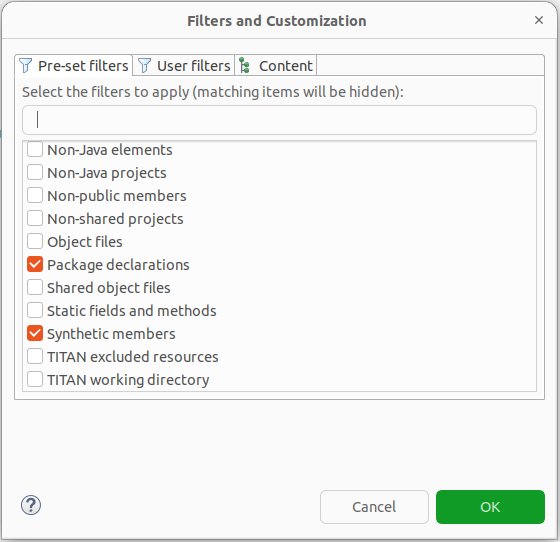 Filters and Customization
×
Pre-set filters User filters Content
Select the filters to apply (matching items will be hidden):
Non-Java elements
Non-Java projects
Non-public members
Non-shared projects
Object files
Package declarations
Shared object files
Static fields and methods
Synthetic members
TITAN excluded resources
TITAN working directory
? Cancel OK